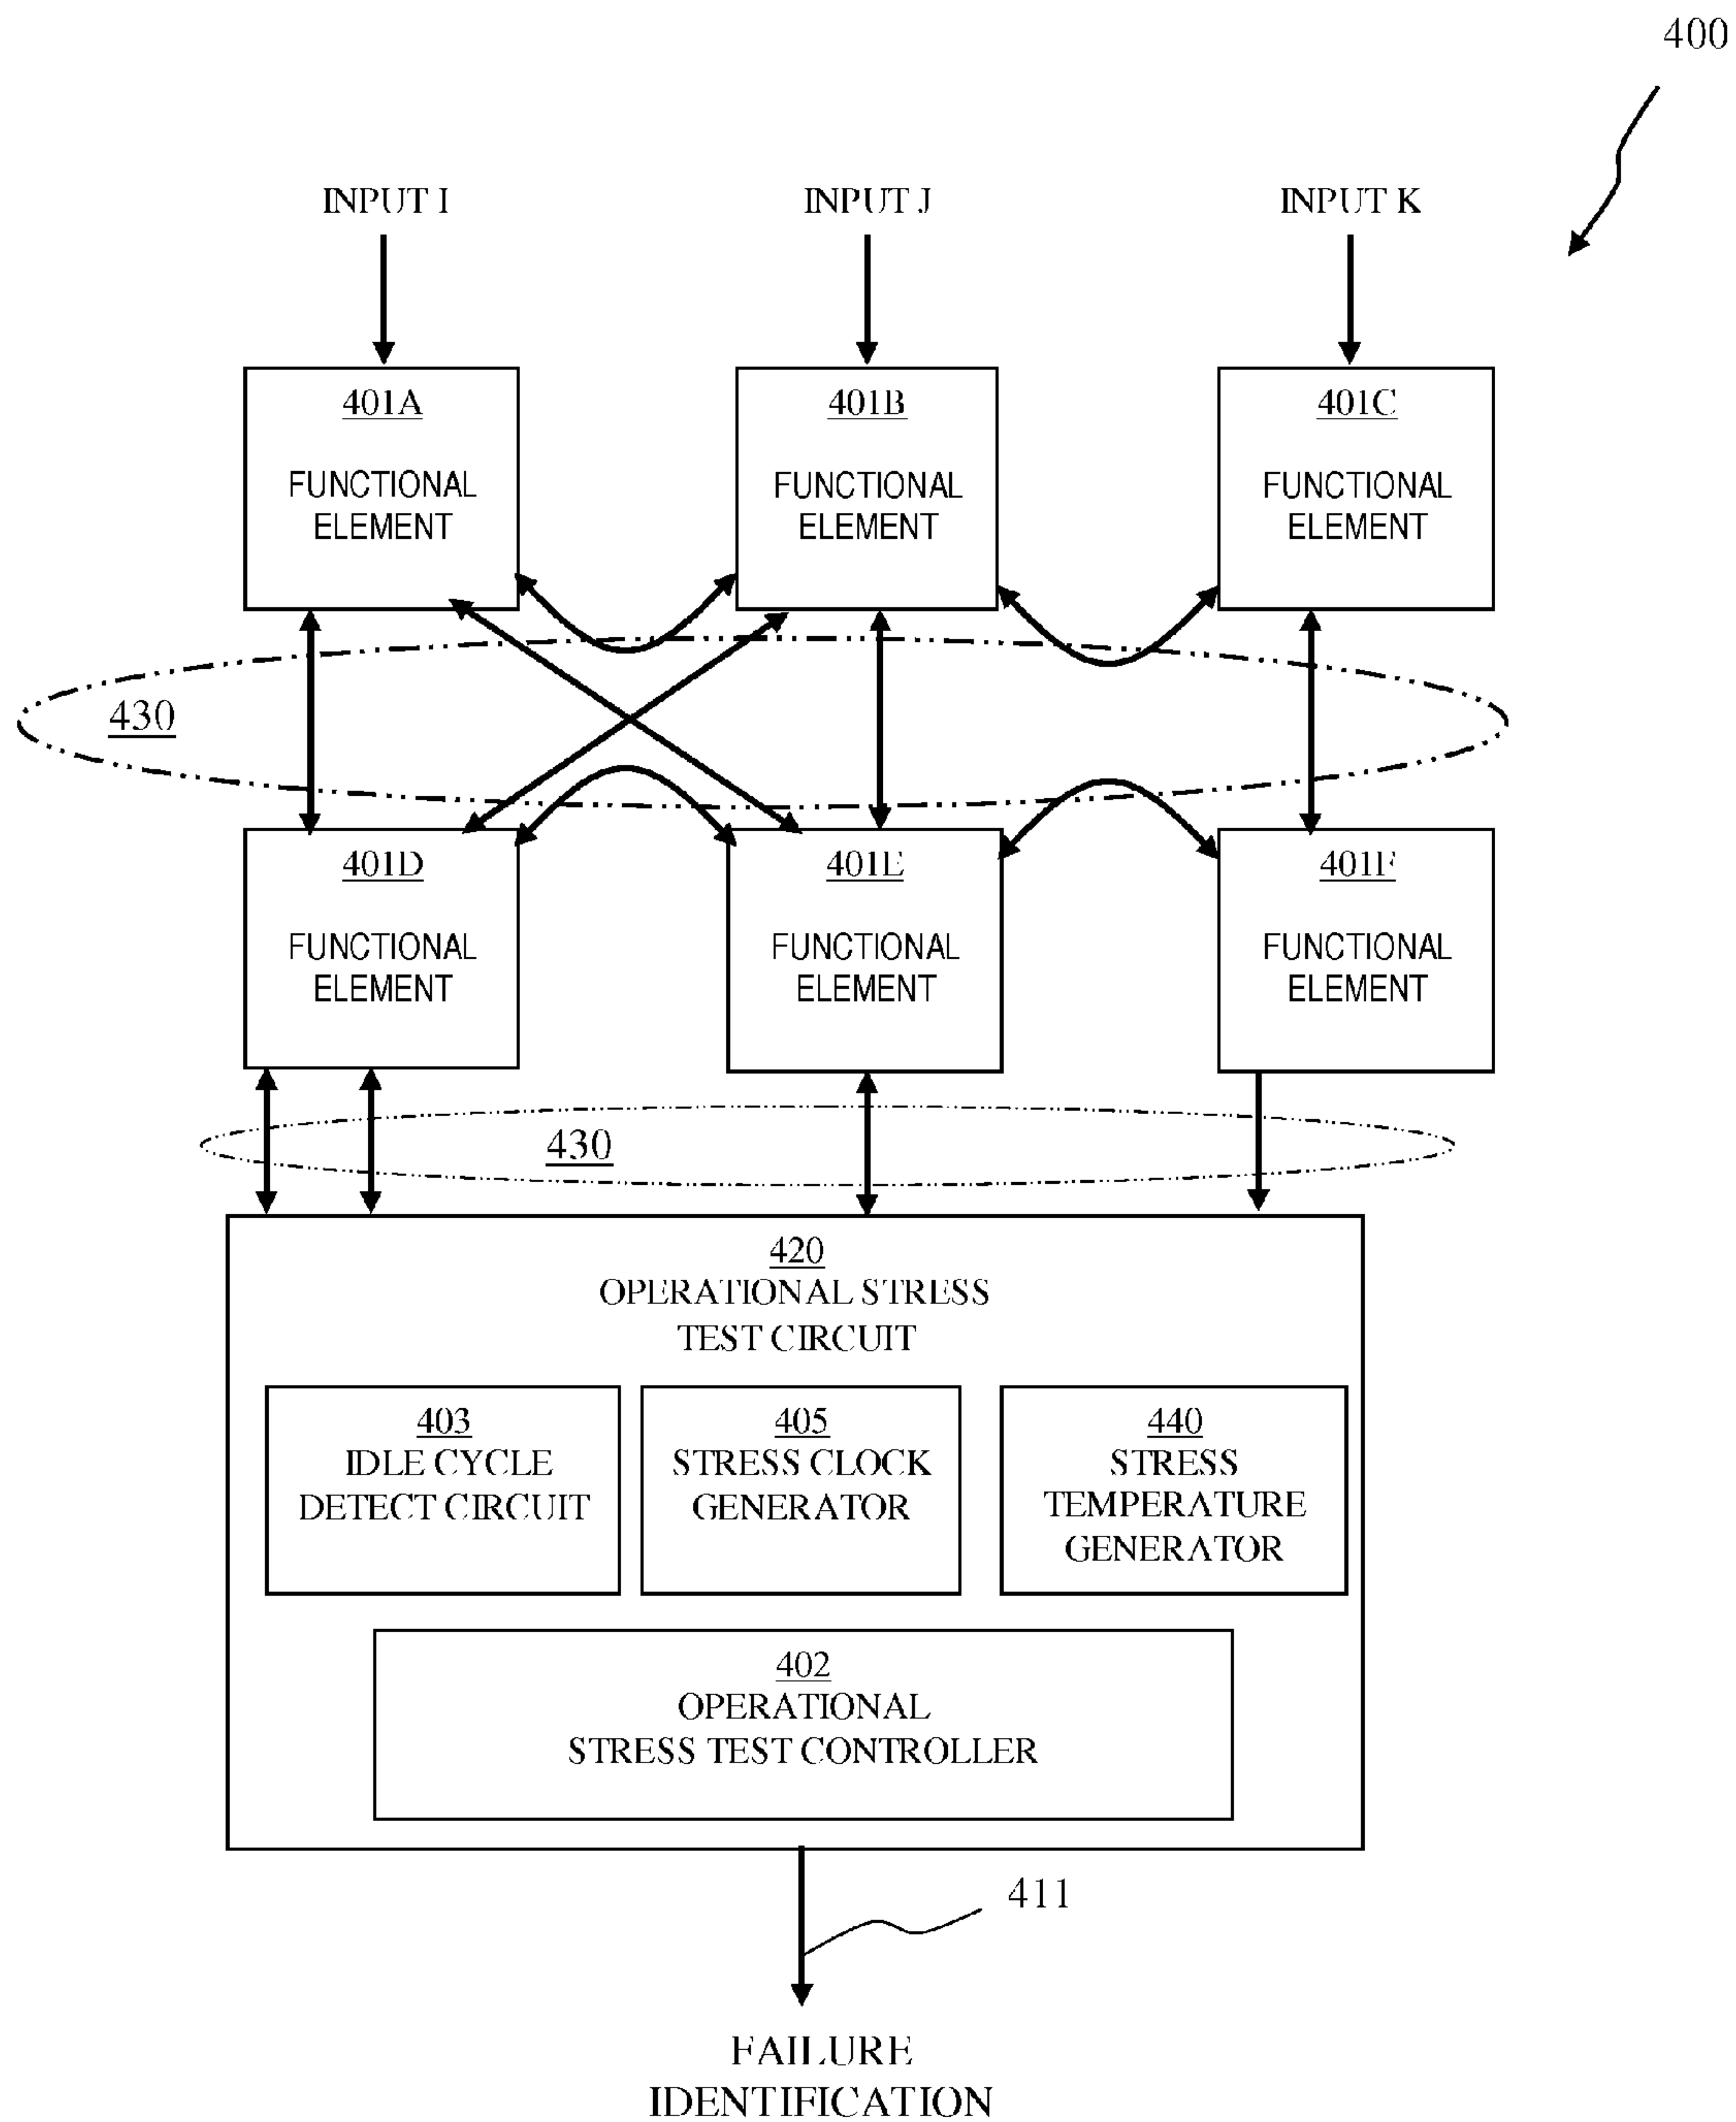 400
INPUT I
INPUT J
INPUT K
401A
FUNCTIONAL
ELEMENT
401B
FUNCTIONAL
ELEMENT
401C
FUNCTIONAL
ELEMENT
430
401D
FUNCTIONAL
ELEMENT
401E
FUNCTIONAL
ELEMENT
401F
FUNCTIONAL
ELEMENT
430
420
OPERATIONAL STRESS
TEST CIRCUIT
403
IDLE CYCLE
DETECT CIRCUIT
405
STRESS CLOCK
GENERATOR
440
STRESS
TEMPERATURE
GENERATOR
402
OPERATIONAL
STRESS TEST CONTROLLER
411
FAILURE
IDENTIFICATION